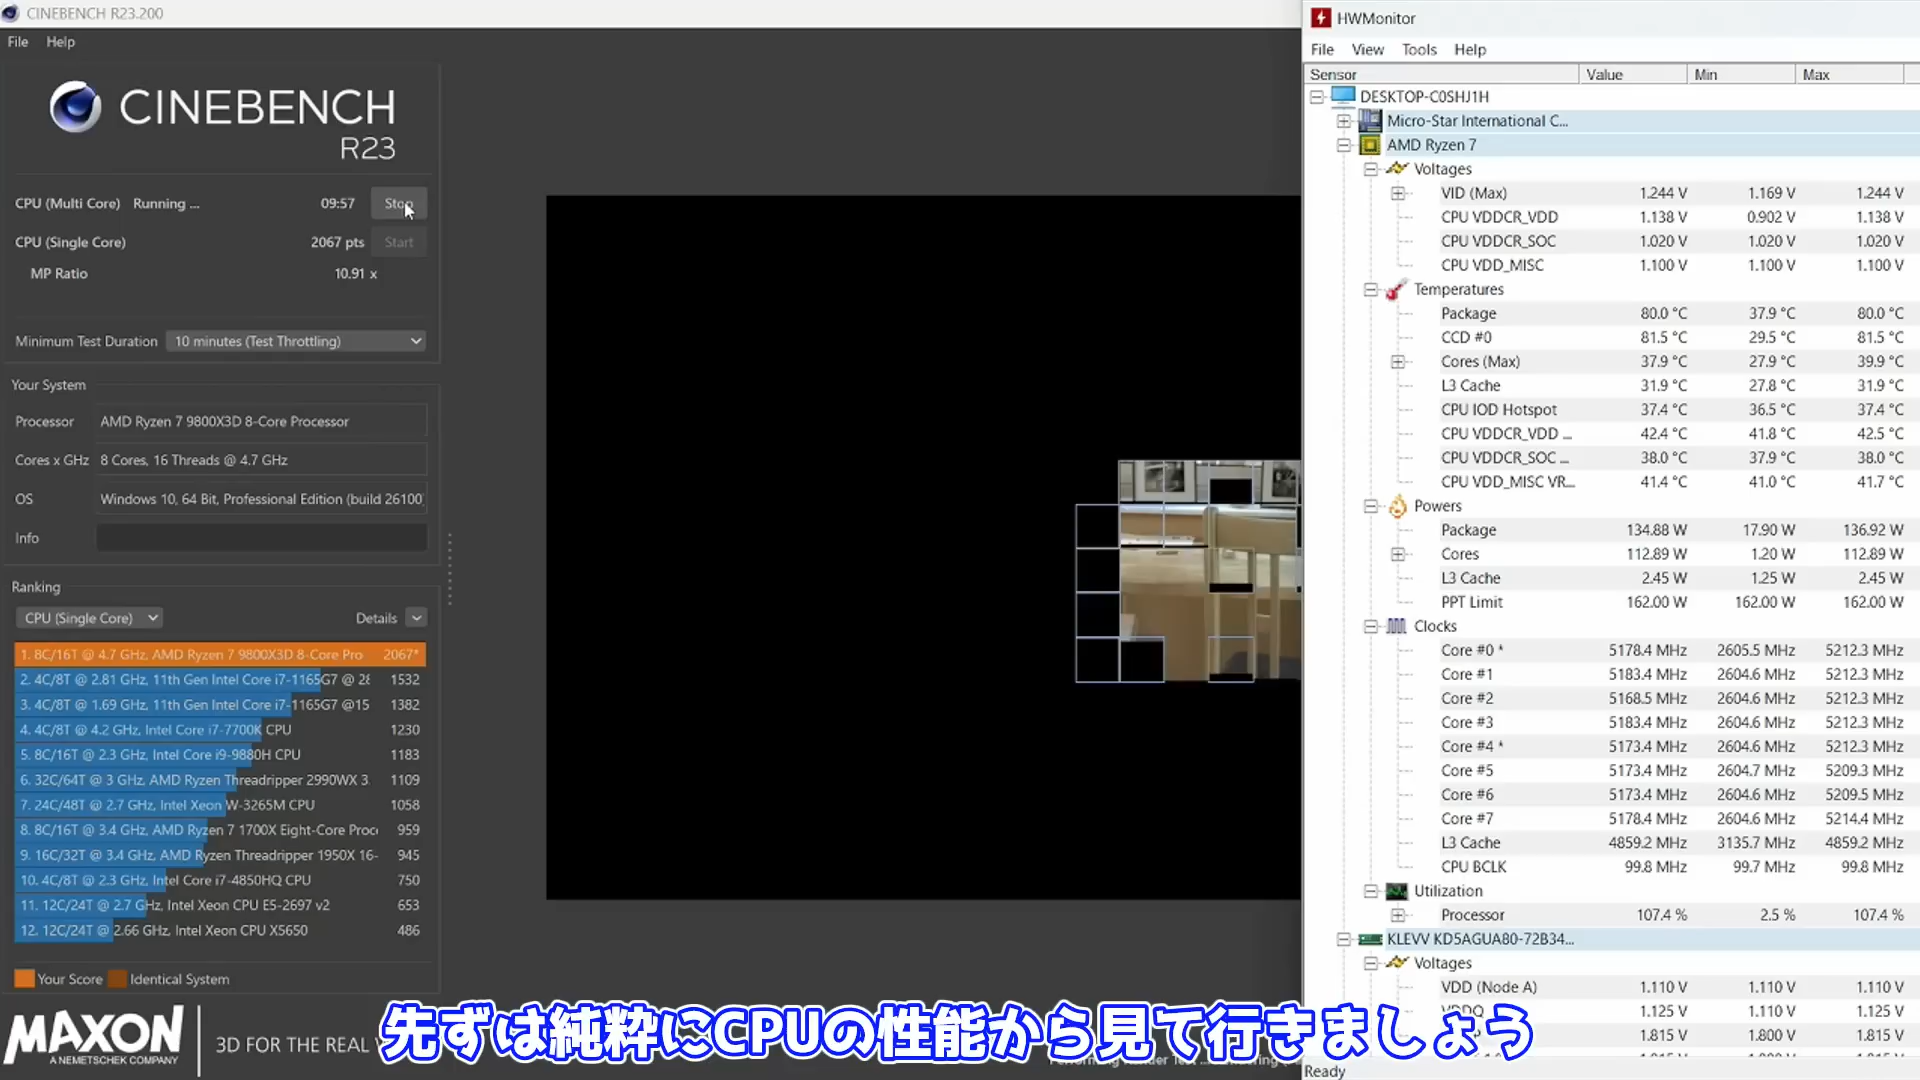 CINEBENCH R23.200
File Help
CINEBENCH
R23
CPU (Multi Core) Running ... 09:57 Stop
CPU (Single Core) 2067 pts Start
MP Ratio 10.91 x
Minimum Test Duration 10 minutes (Test Throttling)
Your System
Processor AMD Ryzen 7 9800X3D 8-Core Processor
Cores x GHz 8 Cores, 16 Threads @ 4.7 GHz
OS Windows 10, 64 Bit, Professional Edition (build 26100)
Info
Ranking
CPU (Single Core) Details
1. 8C/16T @ 4.7 GHz, AMD Ryzen 7 9800X3D 8-Core Pro 2067*
2. 4C/8T @ 2.81 GHz, 11th Gen Intel Core i7-1165G7 @ 28 1532
3. 4C/8T @ 1.69 GHz, 11th Gen Intel Core i7-1165G7 @15 1382
4. 4C/8T @ 4.2 GHz, Intel Core i7-7700K CPU 1230
5. 8C/16T @ 2.3 GHz, Intel Core i9-9880H CPU 1183
6. 32C/64T @ 3 GHz, AMD Ryzen Threadripper 2990WX 3. 1109
7. 24C/48T @ 2.7 GHz, Intel Xeon W-3265M CPU 1058
8. 8C/16T @ 3.4 GHz, AMD Ryzen 7 1700X Eight-Core Proc 959
9. 16C/32T @ 3.4 GHz, AMD Ryzen Threadripper 1950X 16- 945
10. 4C/8T @ 2.3 GHz, Intel Core i7-4850HQ CPU 750
11. 12C/24T @ 2.7 GHz, Intel Xeon CPU E5-2697 v2 653
12. 12C/24T @ 2.66 GHz, Intel Xeon CPU X5650 486
Your Score Identical System
MAXON
A NEMETSCHEK COMPANY
3D FOR THE REAL
先ずは純粋にCPUの性能から見て行きましょう
HWMonitor
File View Tools Help
Sensor Value Min Max
DESKTOP-C0SHJ1H
Micro-Star International C...
AMD Ryzen 7
Voltages
VID (Max) 1.244 V 1.169 V 1.244 V
CPU VDDCR_VDD 1.138 V 0.902 V 1.138 V
CPU VDDCR_SOC 1.020 V 1.020 V 1.020 V
CPU VDD_MISC 1.100 V 1.100 V 1.100 V
Temperatures
Package 80.0 °C 37.9 °C 80.0 °C
CCD #0 81.5 °C 29.5 °C 81.5 °C
Cores (Max) 37.9 °C 27.9 °C 39.9 °C
L3 Cache 31.9 °C 27.8 °C 31.9 °C
CPU IOD Hotspot 37.4 °C 36.5 °C 37.4 °C
CPU VDDCR_VDD ... 42.4 °C 41.8 °C 42.5 °C
CPU VDDCR_SOC ... 38.0 °C 37.9 °C 38.0 °C
CPU VDD_MISC VR... 41.4 °C 41.0 °C 41.7 °C
Powers
Package 134.88 W 17.90 W 136.92 W
Cores 112.89 W 1.20 W 112.89 W
L3 Cache 2.45 W 1.25 W 2.45 W
PPT Limit 162.00 W 162.00 W 162.00 W
Clocks
Core #0 * 5178.4 MHz 2605.5 MHz 5212.3 MHz
Core #1 5183.4 MHz 2604.6 MHz 5212.3 MHz
Core #2 5168.5 MHz 2604.6 MHz 5212.3 MHz
Core #3 5183.4 MHz 2604.6 MHz 5212.3 MHz
Core #4 * 5173.4 MHz 2604.6 MHz 5212.3 MHz
Core #5 5173.4 MHz 2604.7 MHz 5209.3 MHz
Core #6 5173.4 MHz 2604.6 MHz 5209.5 MHz
Core #7 5178.4 MHz 2604.6 MHz 5214.4 MHz
L3 Cache 4859.2 MHz 3135.7 MHz 4859.2 MHz
CPU BCLK 99.8 MHz 99.7 MHz 99.8 MHz
Utilization
Processor 107.4 % 2.5 % 107.4 %
KLEVV KD5AGUA80-72B34...
Voltages
VDD (Node A) 1.110 V 1.110 V 1.110 V
VDDQ 1.125 V 1.110 V 1.125 V
1.815 V 1.800 V 1.815 V
Ready